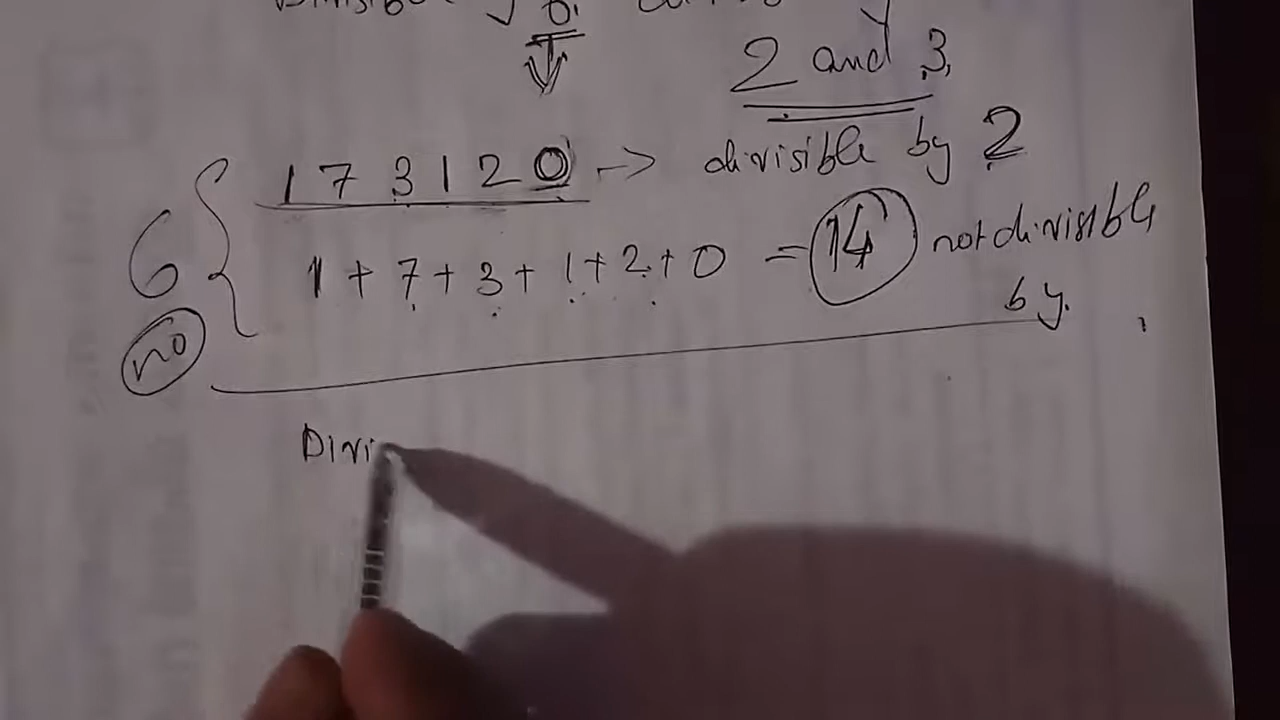 6.
2 and 3,
173120 -> divisible by 2
6 { 1 + 7 + 3 + 1 + 2 + 0 = 14 not divisible
by.
no
Divi